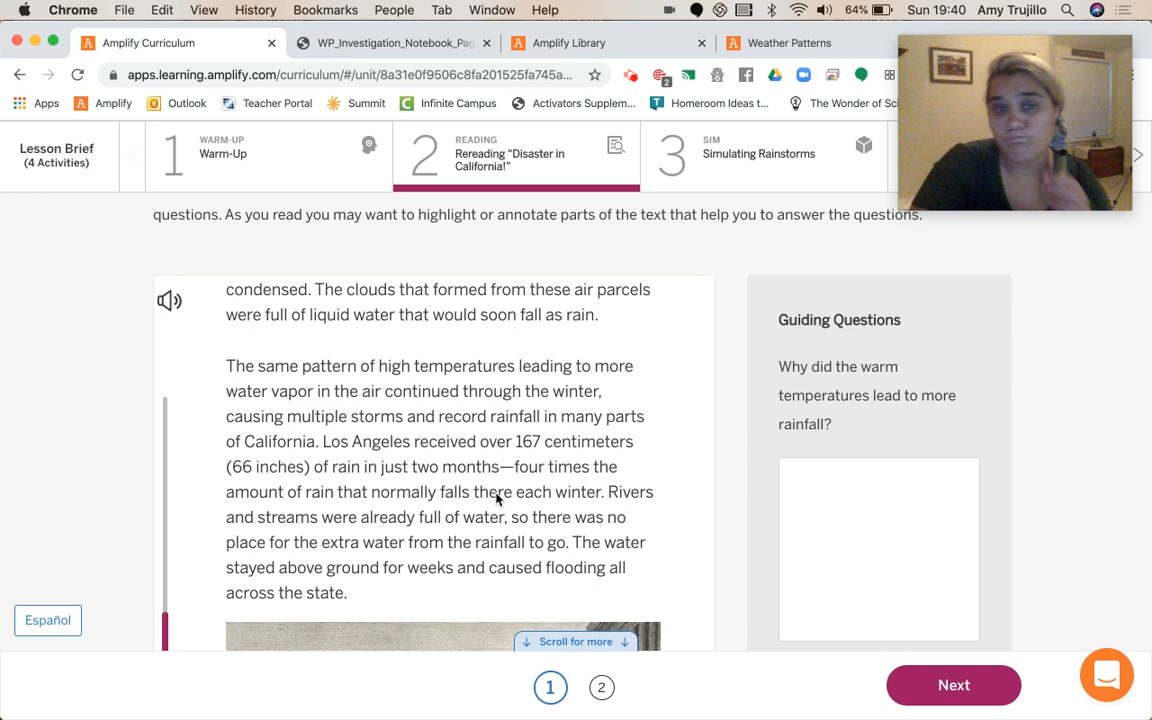 Chrome File Edit View History Bookmarks People Tab Window Help 64% Sun 19:40 Amy Trujillo
Amplify Curriculum WP_Investigation_Notebook_Pag Amplify Library Weather Patterns
apps.learning.amplify.com/curriculum/#/unit/8a31e0f9506c8fa201525fa745a... 2
Apps Amplify Outlook Teacher Portal Summit Infinite Campus Activators Supplem... Homeroom Ideas t... The Wonder of Sci
Lesson Brief
(4 Activities)
1 WARM-UP
Warm-Up
2 READING
Rereading "Disaster in
California!"
3 SIM
Simulating Rainstorms
questions. As you read you may want to highlight or annotate parts of the text that help you to answer the questions.
condensed. The clouds that formed from these air parcels
were full of liquid water that would soon fall as rain.
The same pattern of high temperatures leading to more
water vapor in the air continued through the winter,
causing multiple storms and record rainfall in many parts
of California. Los Angeles received over 167 centimeters
(66 inches) of rain in just two months—four times the
amount of rain that normally falls there each winter. Rivers
and streams were already full of water, so there was no
place for the extra water from the rainfall to go. The water
stayed above ground for weeks and caused flooding all
across the state.
Scroll for more
Guiding Questions
Why did the warm
temperatures lead to more
rainfall?
Español
1 2
Next